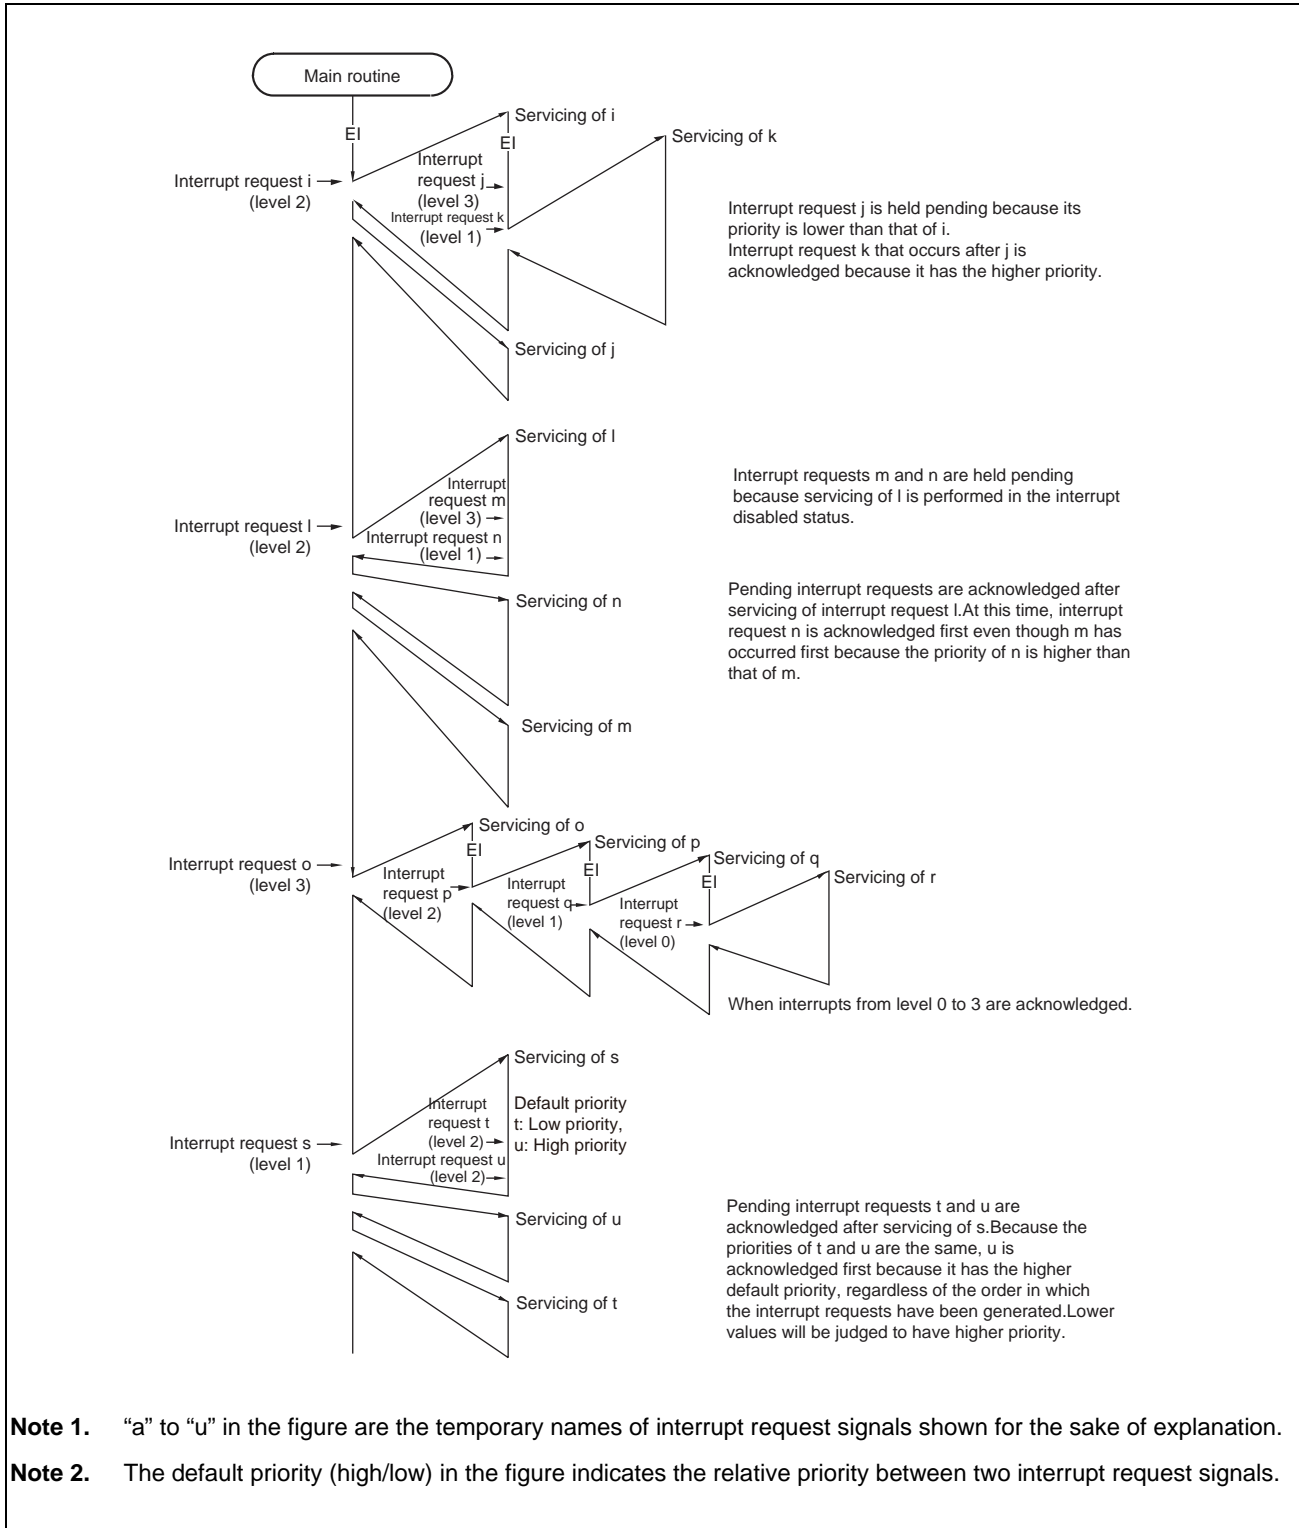 Main routine
EI
Servicing of i
EI
Servicing of k
Interrupt
request j
(level 3)
Interrupt request i
(level 2)
Interrupt request k
(level 1)
Interrupt request j is held pending because its
priority is lower than that of i.
Interrupt request k that occurs after j is
acknowledged because it has the higher priority.
Servicing of j
Servicing of l
Interrupt
request m
(level 3)
Interrupt request l
(level 2)
Interrupt request n
(level 1)
Interrupt requests m and n are held pending
because servicing of l is performed in the interrupt
disabled status.
Servicing of n
Pending interrupt requests are acknowledged after
servicing of interrupt request l.At this time, interrupt
request n is acknowledged first even though m has
occurred first because the priority of n is higher than
that of m.
Servicing of m
Servicing of o
EI
Servicing of p
EI
Servicing of q
EI
Servicing of r
Interrupt request o
(level 3)
Interrupt
request p
(level 2)
Interrupt
request q
(level 1)
Interrupt
request r
(level 0)
When interrupts from level 0 to 3 are acknowledged.
Servicing of s
Interrupt
request t
(level 2)
Default priority
t: Low priority,
u: High priority
Interrupt request s
(level 1)
Interrupt request u
(level 2)
Servicing of u
Pending interrupt requests t and u are
acknowledged after servicing of s.Because the
priorities of t and u are the same, u is
acknowledged first because it has the higher
default priority, regardless of the order in which
the interrupt requests have been generated.Lower
values will be judged to have higher priority.
Servicing of t
Note 1. “a” to “u” in the figure are the temporary names of interrupt request signals shown for the sake of explanation.
Note 2. The default priority (high/low) in the figure indicates the relative priority between two interrupt request signals.